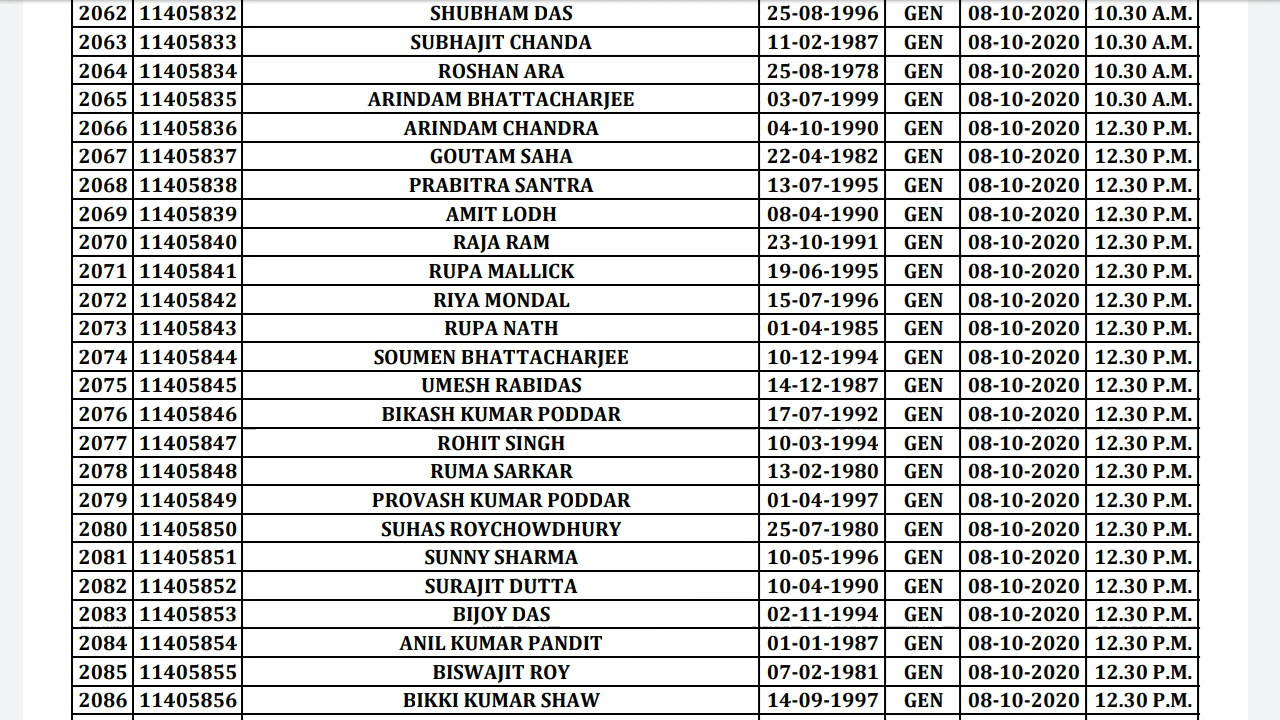 2062 11405832 SHUBHAM DAS 25-08-1996 GEN 08-10-2020 10.30 A.M.
2063 11405833 SUBHAJIT CHANDA 11-02-1987 GEN 08-10-2020 10.30 A.M.
2064 11405834 ROSHAN ARA 25-08-1978 GEN 08-10-2020 10.30 A.M.
2065 11405835 ARINDAM BHATTACHARJEE 03-07-1999 GEN 08-10-2020 10.30 A.M.
2066 11405836 ARINDAM CHANDRA 04-10-1990 GEN 08-10-2020 12.30 P.M.
2067 11405837 GOUTAM SAHA 22-04-1982 GEN 08-10-2020 12.30 P.M.
2068 11405838 PRABITRA SANTRA 13-07-1995 GEN 08-10-2020 12.30 P.M.
2069 11405839 AMIT LODH 08-04-1990 GEN 08-10-2020 12.30 P.M.
2070 11405840 RAJA RAM 23-10-1991 GEN 08-10-2020 12.30 P.M.
2071 11405841 RUPA MALLICK 19-06-1995 GEN 08-10-2020 12.30 P.M.
2072 11405842 RIYA MONDAL 15-07-1996 GEN 08-10-2020 12.30 P.M.
2073 11405843 RUPA NATH 01-04-1985 GEN 08-10-2020 12.30 P.M.
2074 11405844 SOUMEN BHATTACHARJEE 10-12-1994 GEN 08-10-2020 12.30 P.M.
2075 11405845 UMESH RABIDAS 14-12-1987 GEN 08-10-2020 12.30 P.M.
2076 11405846 BIKASH KUMAR PODDAR 17-07-1992 GEN 08-10-2020 12.30 P.M.
2077 11405847 ROHIT SINGH 10-03-1994 GEN 08-10-2020 12.30 P.M.
2078 11405848 RUMA SARKAR 13-02-1980 GEN 08-10-2020 12.30 P.M.
2079 11405849 PROVASH KUMAR PODDAR 01-04-1997 GEN 08-10-2020 12.30 P.M.
2080 11405850 SUHAS ROYCHOWDHURY 25-07-1980 GEN 08-10-2020 12.30 P.M.
2081 11405851 SUNNY SHARMA 10-05-1996 GEN 08-10-2020 12.30 P.M.
2082 11405852 SURAJIT DUTTA 10-04-1990 GEN 08-10-2020 12.30 P.M.
2083 11405853 BIJOY DAS 02-11-1994 GEN 08-10-2020 12.30 P.M.
2084 11405854 ANIL KUMAR PANDIT 01-01-1987 GEN 08-10-2020 12.30 P.M.
2085 11405855 BISWAJIT ROY 07-02-1981 GEN 08-10-2020 12.30 P.M.
2086 11405856 BIKKI KUMAR SHAW 14-09-1997 GEN 08-10-2020 12.30 P.M.